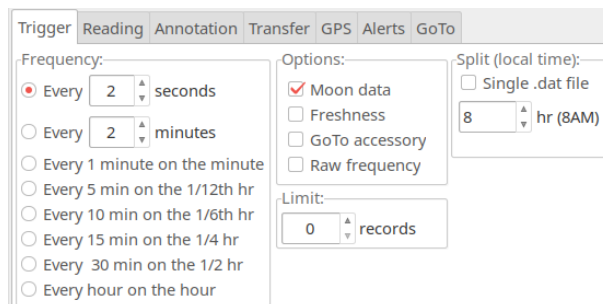 Trigger Reading Annotation Transfer GPS Alerts GoTo
Frequency:
Every 2 seconds
Every 2 minutes
Every 1 minute on the minute
Every 5 min on the 1/12th hr
Every 10 min on the 1/6th hr
Every 15 min on the 1/4 hr
Every 30 min on the 1/2 hr
Every hour on the hour
Options:
Moon data
Freshness
GoTo accessory
Raw frequency
Limit:
0 records
Split (local time):
Single .dat file
8 hr (8AM)